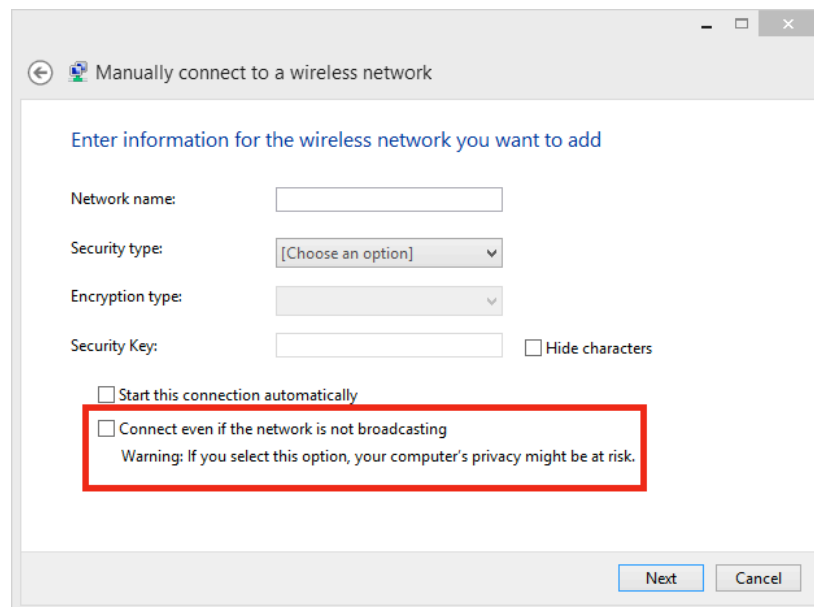 Manually connect to a wireless network
Enter information for the wireless network you want to add
Network name:
Security type: [Choose an option]
Encryption type:
Security Key: Hide characters
Start this connection automatically
Connect even if the network is not broadcasting
Warning: If you select this option, your computer's privacy might be at risk.
Next Cancel